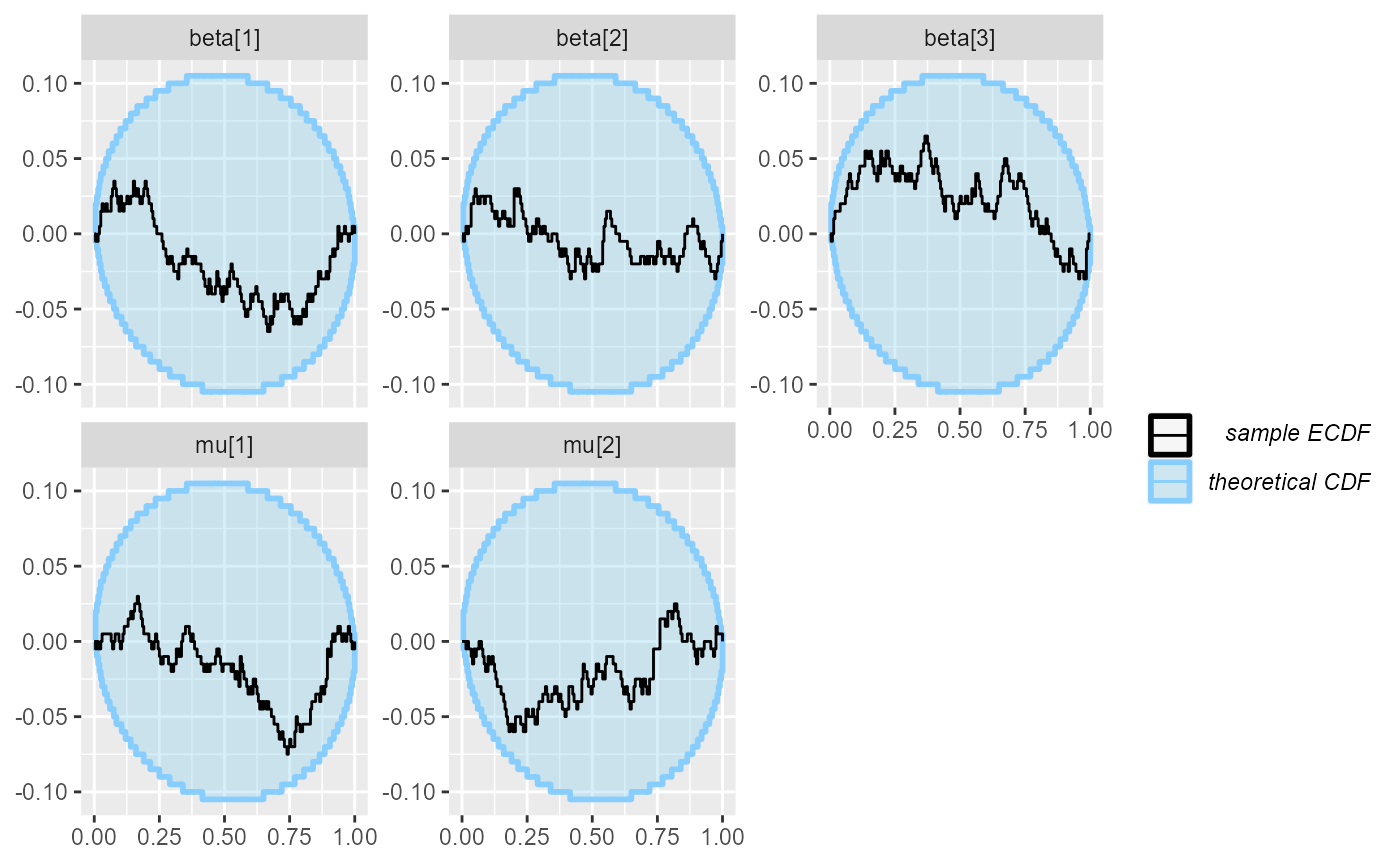 beta[1] beta[2] beta[3]
0.10 0.10 0.10
0.05 0.05 0.05
0.00 0.00 0.00
-0.05 -0.05 -0.05
-0.10 -0.10 -0.10
0.00 0.25 0.50 0.75 1.00
mu[1] mu[2]
0.10 0.10
0.05 0.05
0.00 0.00
-0.05 -0.05
-0.10 -0.10
0.00 0.25 0.50 0.75 1.00 0.00 0.25 0.50 0.75 1.00
sample ECDF
theoretical CDF